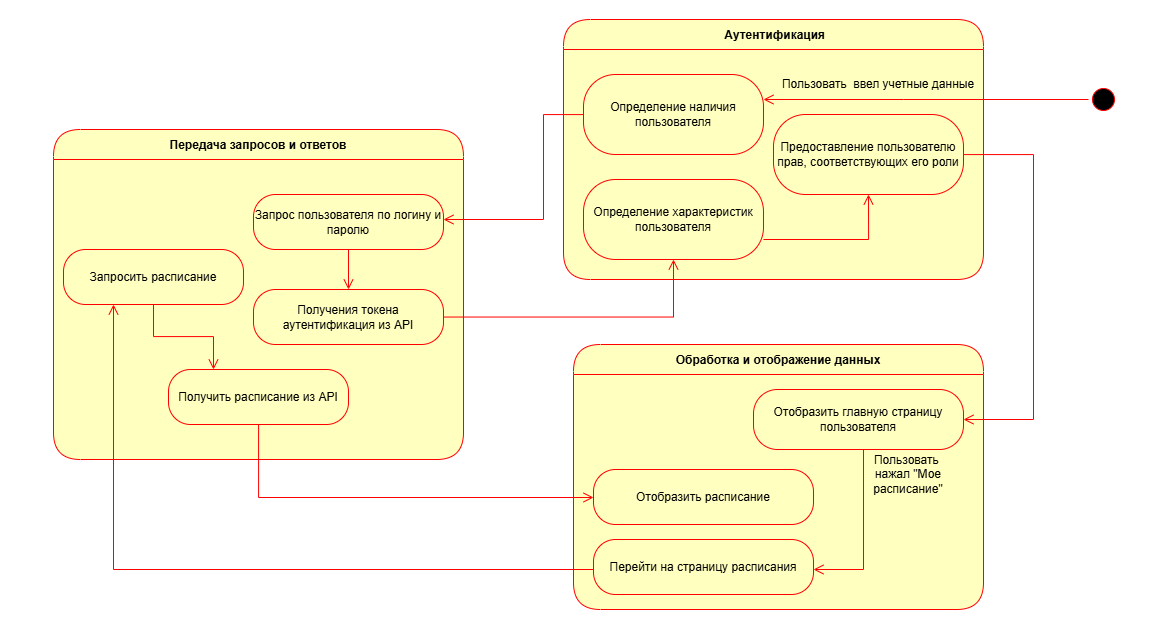 Аутентификация
Пользовать ввел учетные данные
Определение наличия
пользователя
Предоставление пользователю
прав, соответствующих его роли
Определение характеристик
пользователя
Передача запросов и ответов
Запрос пользователя по логину и
паролю
Запросить расписание
Получения токена
аутентификация из API
Получить расписание из API
Обработка и отображение данных
Отобразить главную страницу
пользователя
Пользовать
нажал "Мое
расписание"
Отобразить расписание
Перейти на страницу расписания